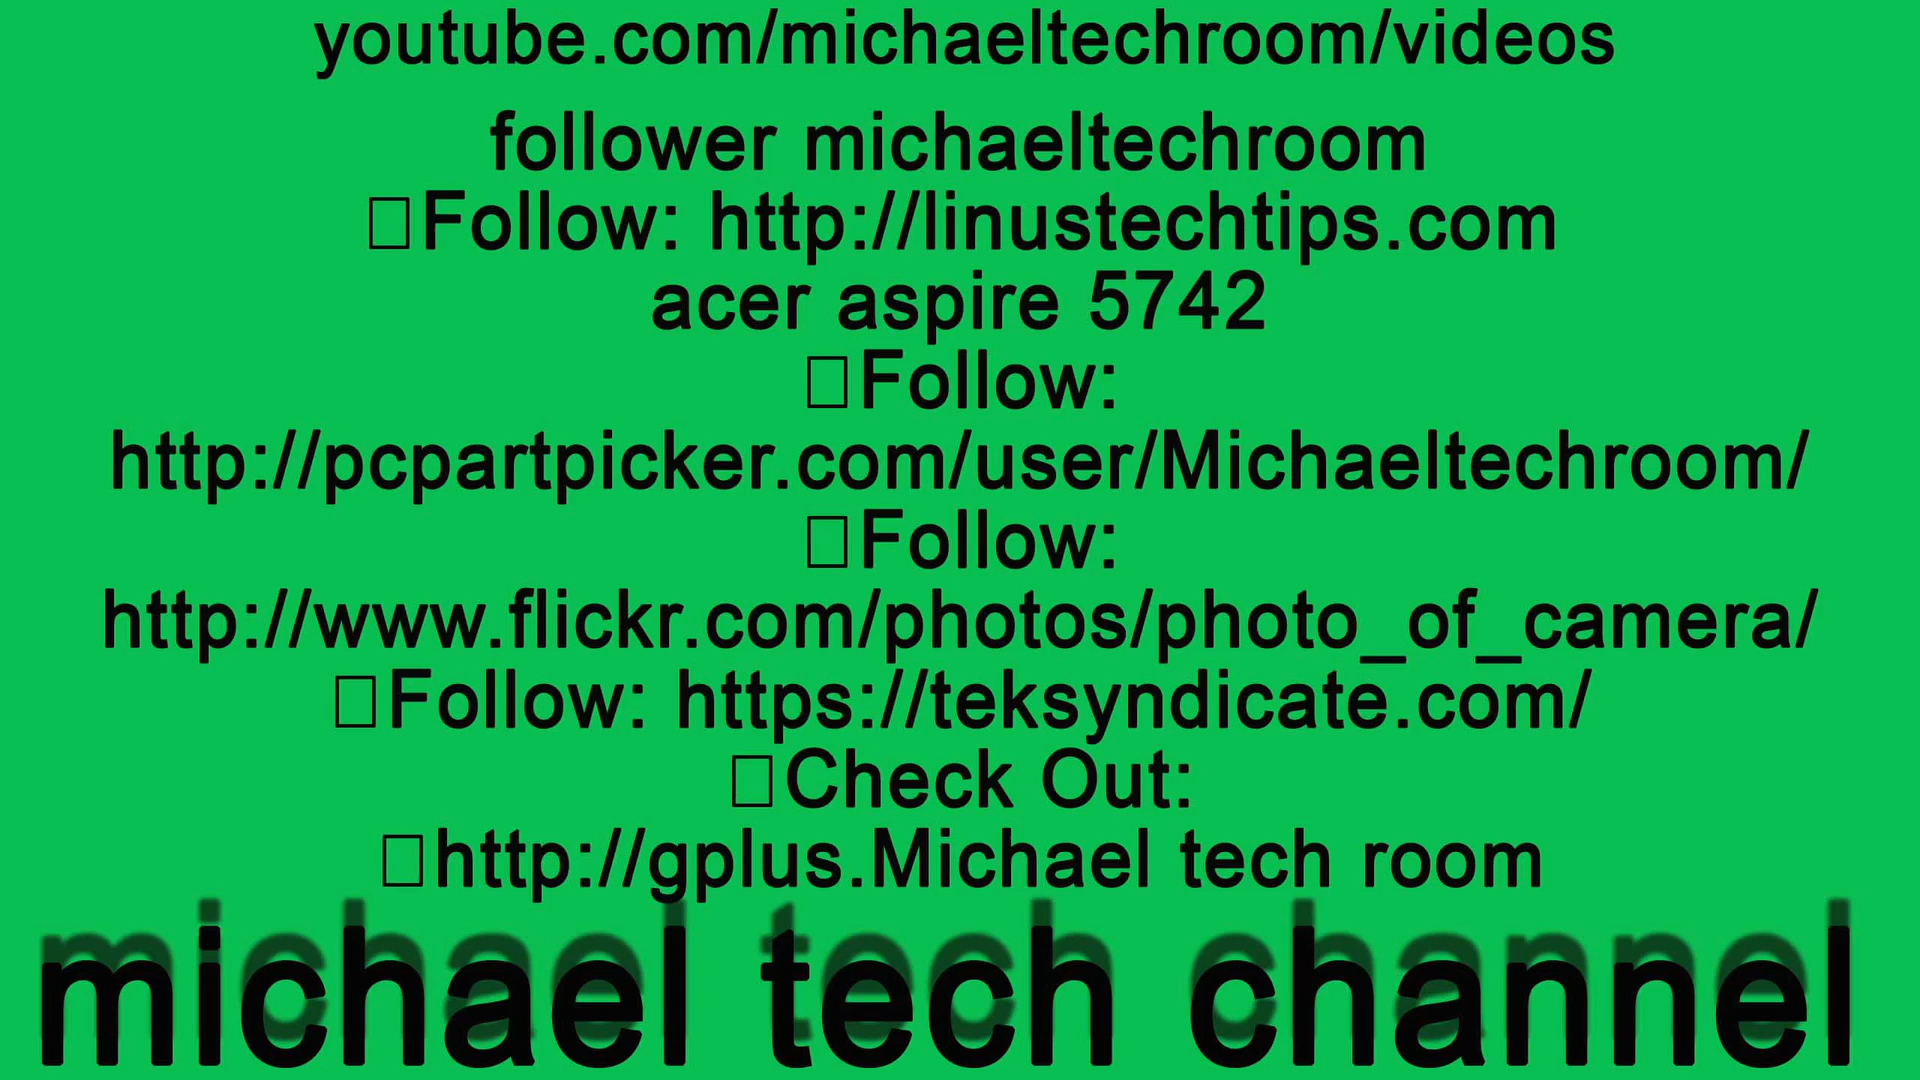 youtube.com/michaeltechroom/videos
follower michaeltechroom
□Follow: http://linustechtips.com
acer aspire 5742
□Follow:
http://pcpartpicker.com/user/Michaeltechroom/
□Follow:
http://www.flickr.com/photos/photo_of_camera/
□Follow: https://teksyndicate.com/
□Check Out:
□http://gplus.Michael tech room
michael tech channel